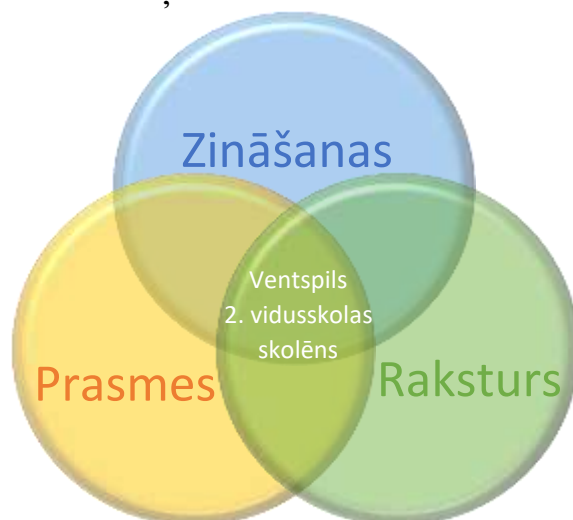 Zināšanas
Ventspils
2. vidusskolas
skolēns
Prasmes
Raksturs